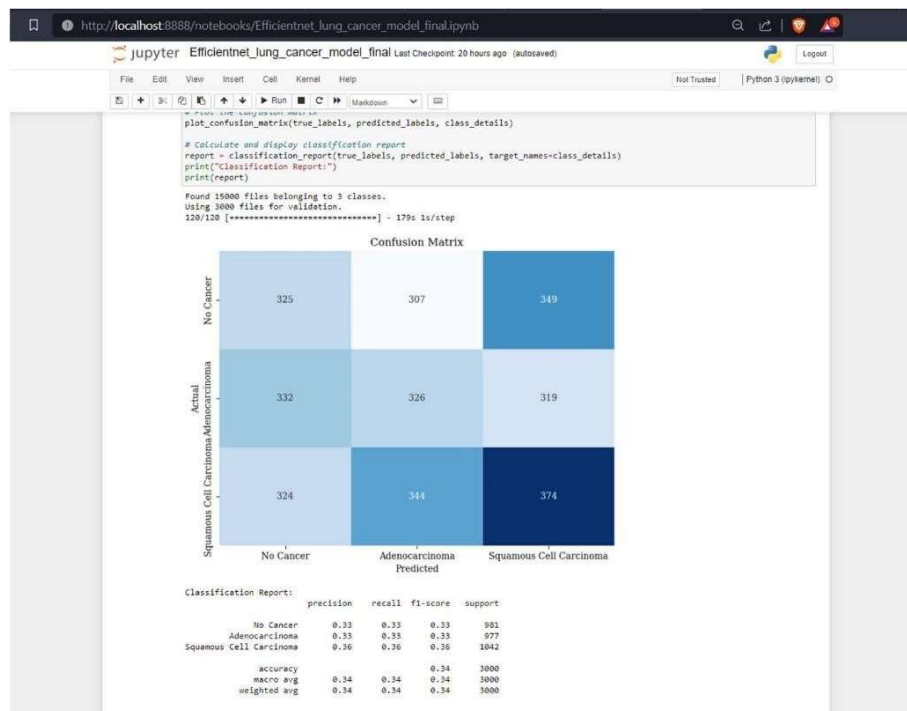 http://localhost:8888/notebooks/Efficientnet_lung_cancer_model_final.ipynb
jupyter Efficientnet_lung_cancer_model_final Last Checkpoint: 20 hours ago (autosaved)
Logout
File Edit View Insert Cell Kernel Help
Not Trusted
Python 3 (ipykernel)
Run
Markdown
# Plot the confusion matrix
plot_confusion_matrix(true_labels, predicted_labels, class_details)
# Calculate and display classification report
report = classification_report(true_labels, predicted_labels, target_names=class_details)
print("Classification Report:")
print(report)
Found 15000 files belonging to 3 classes.
Using 3000 files for validation.
120/120 [==============================] - 179s 1s/step
Confusion Matrix
No Cancer
325 307 349
Actual
Adenocarcinoma
332 326 319
Squamous Cell Carcinoma
324 344 374
No Cancer Adenocarcinoma Squamous Cell Carcinoma
Predicted
Classification Report:
precision recall f1-score support
No Cancer 0.33 0.33 0.33 981
Adenocarcinoma 0.33 0.33 0.33 977
Squamous Cell Carcinoma 0.36 0.36 0.36 1042
accuracy 0.34 3000
macro avg 0.34 0.34 0.34 3000
weighted avg 0.34 0.34 0.34 3000